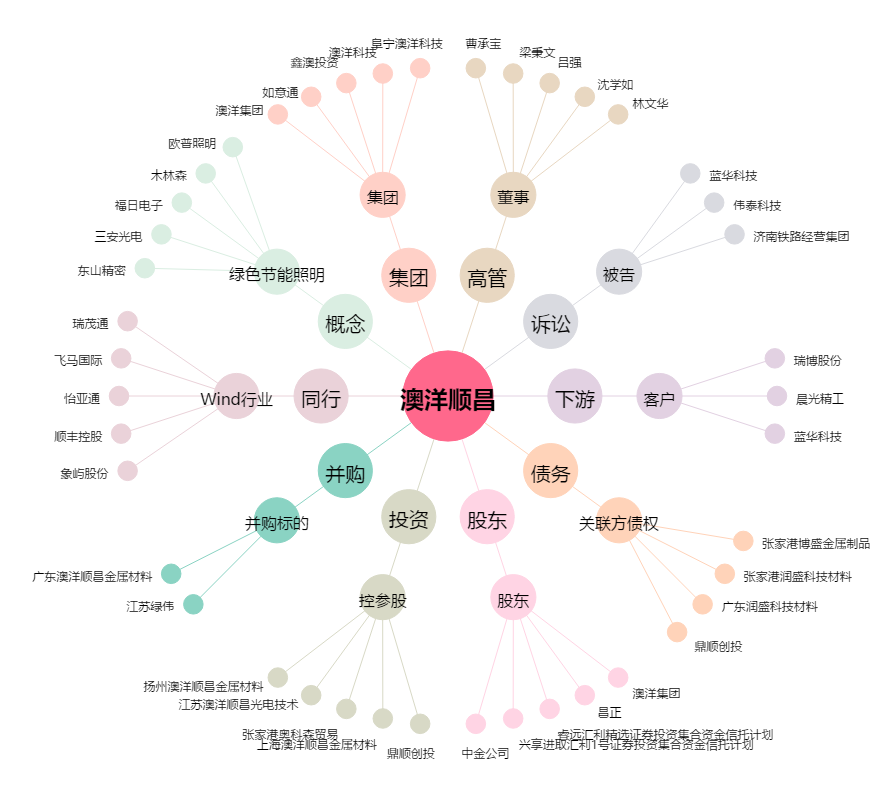 阜宁澳洋科技
曹承宝
澳洋科技
梁秉文
鑫澳投资
吕强
如意通
沈学如
澳洋集团
林文华
欧普照明
木林森
蓝华科技
集团
董事
福日电子
伟泰科技
三安光电
济南铁路经营集团
东山精密
绿色节能照明
集团
高管
被告
瑞茂通
概念
诉讼
飞马国际
瑞博股份
怡亚通
Wind行业
同行
澳洋顺昌
下游
客户
晨光精工
顺丰控股
蓝华科技
象屿股份
并购
债务
并购标的
投资
股东
关联方债权
张家港博盛金属制品
广东澳洋顺昌金属材料
张家港润盛科技材料
江苏绿伟
控参股
股东
广东润盛科技材料
鼎顺创投
扬州澳洋顺昌金属材料
澳洋集团
江苏澳洋顺昌光电技术
昌正
张家港奥科森贸易
睿远汇利精选证券投资集合资金信托计划
上海澳洋顺昌金属材料
兴享进取汇利1号证券投资集合资金信托计划
鼎顺创投
中金公司